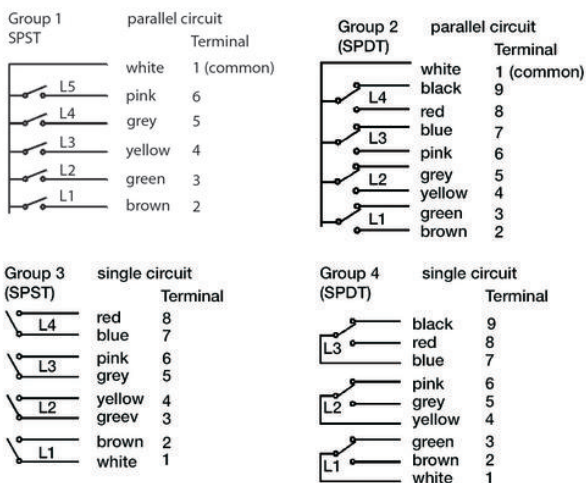 Group 1 parallel circuit
SPST Terminal
white 1 (common)
L5 pink 6
L4 grey 5
L3 yellow 4
L2 green 3
L1 brown 2
Group 2 parallel circuit
(SPDT) Terminal
white 1 (common)
black 9
L4
red 8
blue 7
L3
pink 6
grey 5
L2
yellow 4
green 3
L1
brown 2
Group 3 single circuit
(SPST) Terminal
red 8
L4
blue 7
pink 6
L3
grey 5
yellow 4
L2
greev 3
brown 2
L1
white 1
Group 4 single circuit
(SPDT) Terminal
black 9
L3 red 8
blue 7
pink 6
L2 grey 5
yellow 4
green 3
L1 brown 2
white 1